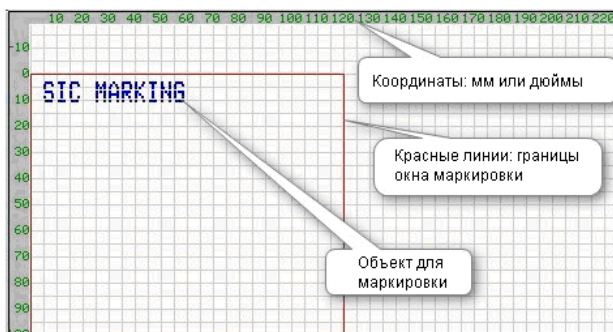 10 20 30 40 50 60 70 80 90 100 110 120 130 140 150 160 170 180 190 200 210 220
-10
0
10
20
30
40
50
60
70
80
90
SIC MARKING
Координаты: мм или дюймы
Красные линии: границы
окна маркировки
Объект для
маркировки